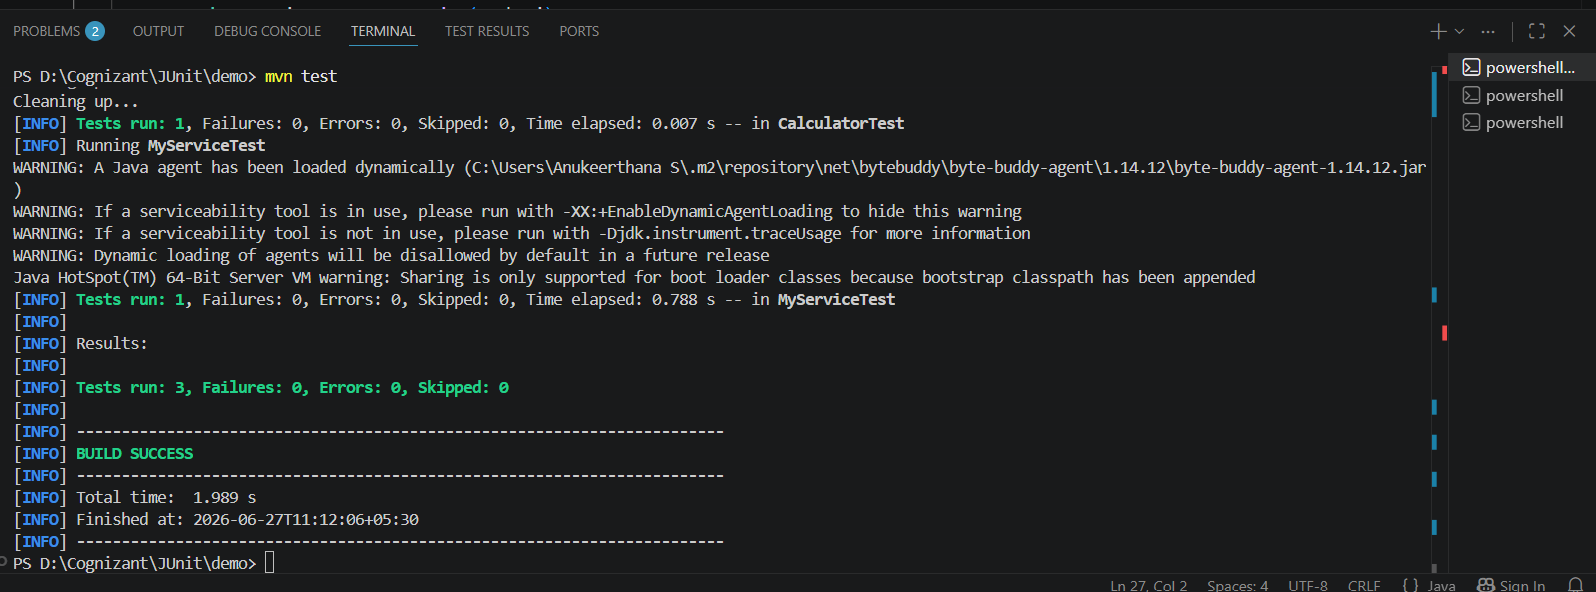 PROBLEMS 2 OUTPUT DEBUG CONSOLE TERMINAL TEST RESULTS PORTS
powershell...
powershell
powershell
PS D:\Cognizant\JUnit\demo> mvn test
Cleaning up...
[INFO] Tests run: 1, Failures: 0, Errors: 0, Skipped: 0, Time elapsed: 0.007 s -- in CalculatorTest
[INFO] Running MyServiceTest
WARNING: A Java agent has been loaded dynamically (C:\Users\Anukeerthana S\.m2\repository\net\bytebuddy\byte-buddy-agent\1.14.12\byte-buddy-agent-1.14.12.jar
)
WARNING: If a serviceability tool is in use, please run with -XX:+EnableDynamicAgentLoading to hide this warning
WARNING: If a serviceability tool is not in use, please run with -Djdk.instrument.traceUsage for more information
WARNING: Dynamic loading of agents will be disallowed by default in a future release
Java HotSpot(TM) 64-Bit Server VM warning: Sharing is only supported for boot loader classes because bootstrap classpath has been appended
[INFO] Tests run: 1, Failures: 0, Errors: 0, Skipped: 0, Time elapsed: 0.788 s -- in MyServiceTest
[INFO]
[INFO] Results:
[INFO]
[INFO] Tests run: 3, Failures: 0, Errors: 0, Skipped: 0
[INFO]
[INFO] ------------------------------------------------------------------------
[INFO] BUILD SUCCESS
[INFO] ------------------------------------------------------------------------
[INFO] Total time:  1.989 s
[INFO] Finished at: 2026-06-27T11:12:06+05:30
[INFO] ------------------------------------------------------------------------
PS D:\Cognizant\JUnit\demo>
Ln 27, Col 2 Spaces: 4 UTF-8 CRLF {} Java Sign In